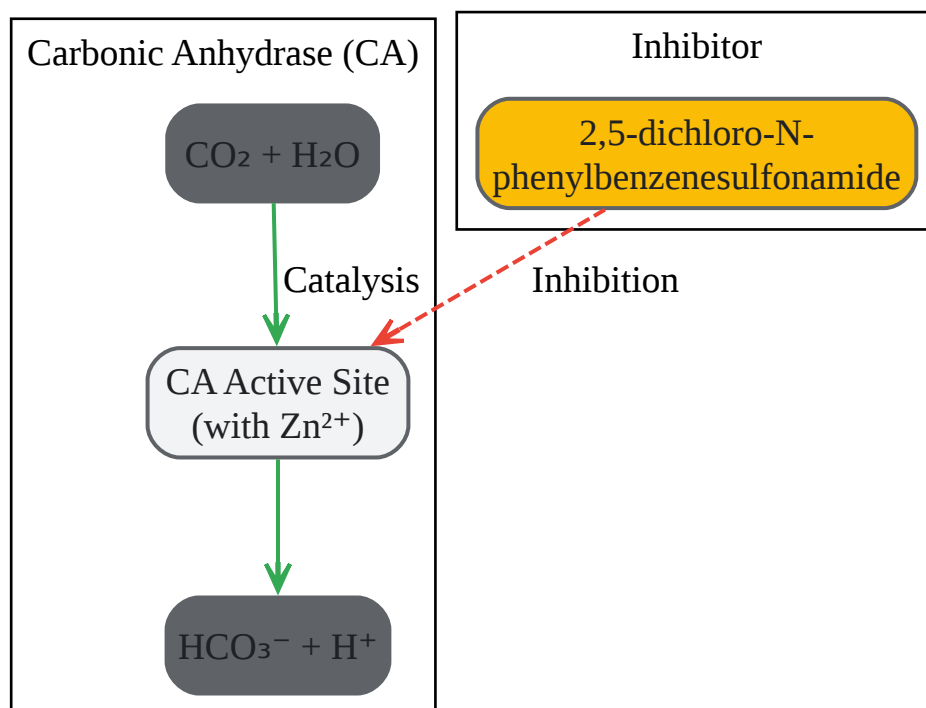 Carbonic Anhydrase (CA)
CO₂ + H₂O
Catalysis
CA Active Site
(with Zn²⁺)
HCO₃⁻ + H⁺
Inhibitor
2,5-dichloro-N-
phenylbenzenesulfonamide
Inhibition